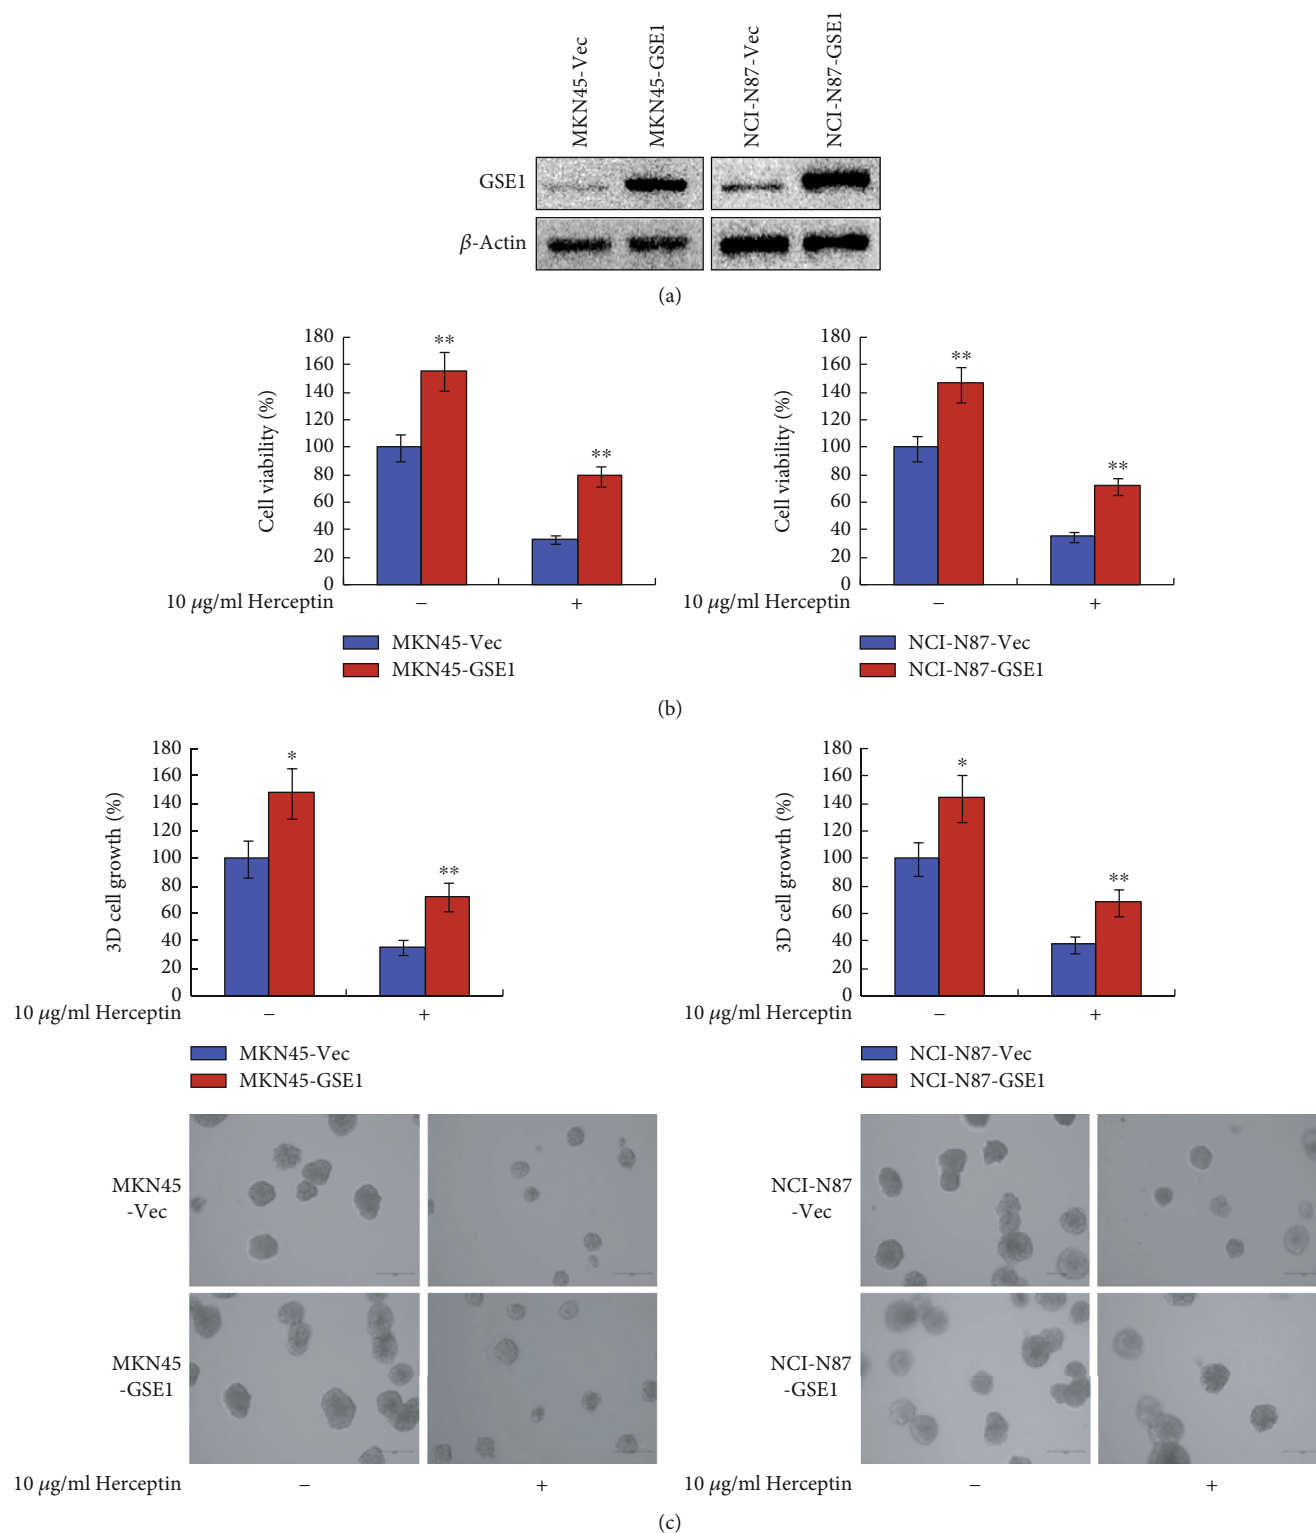 MKN45-Vec
MKN45-GSE1
NCI-N87-Vec
NCI-N87-GSE1
GSE1
β-Actin
(a)
180
160
140
120
100
80
60
40
20
0
Cell viability (%)
**
**
10 μg/ml Herceptin
−
+
MKN45-Vec
MKN45-GSE1
180
160
140
120
100
80
60
40
20
0
Cell viability (%)
**
**
10 μg/ml Herceptin
−
+
NCI-N87-Vec
NCI-N87-GSE1
(b)
180
160
140
120
100
80
60
40
20
0
3D cell growth (%)
*
**
10 μg/ml Herceptin
−
+
MKN45-Vec
MKN45-GSE1
180
160
140
120
100
80
60
40
20
0
3D cell growth (%)
*
**
10 μg/ml Herceptin
−
+
NCI-N87-Vec
NCI-N87-GSE1
MKN45
-Vec
MKN45
-GSE1
10 μg/ml Herceptin
−
+
NCI-N87
-Vec
NCI-N87
-GSE1
10 μg/ml Herceptin
−
+
(c)